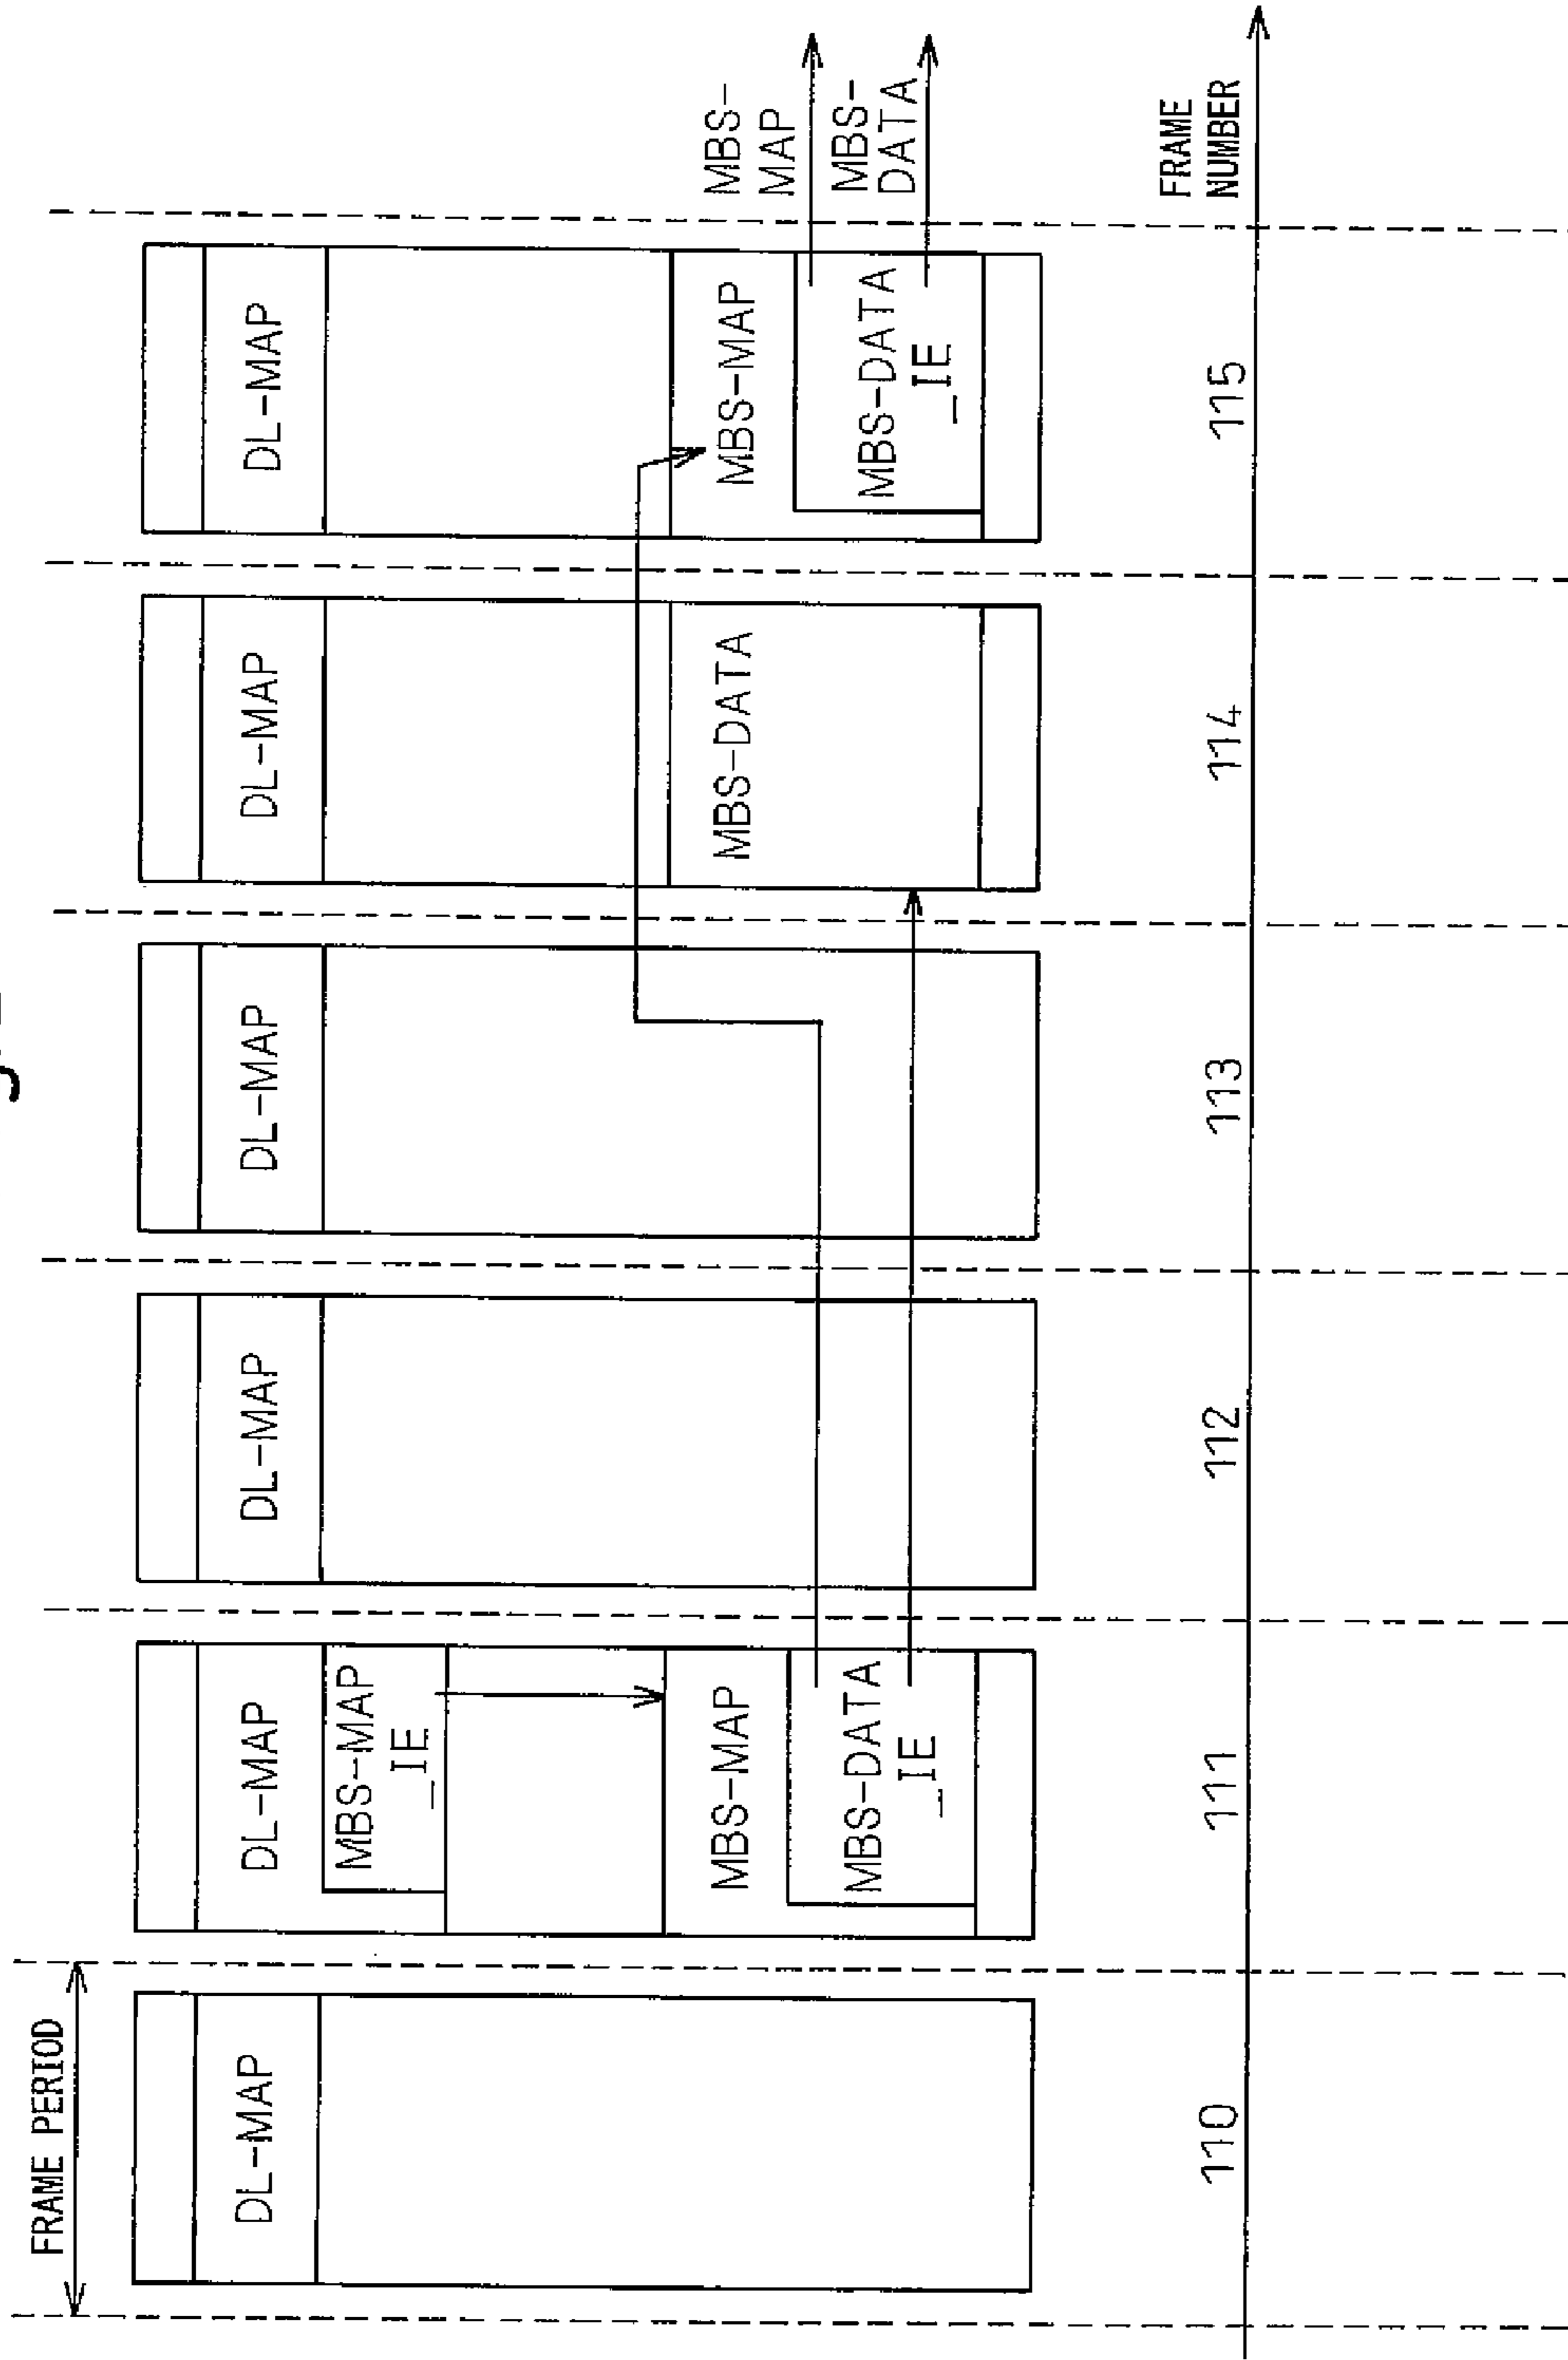 FRAME PERIOD
DL-MAP
DL-MAP
MBS-MAP
_IE
MBS-MAP
MBS-DATA
_IE
DL-MAP
DL-MAP
DL-MAP
MBS-DATA
DL-MAP
MBS-MAP
MBS-DATA
_IE
MBS-
MAP
MBS-
DATA
110
111
112
113
114
115
FRAME
NUMBER